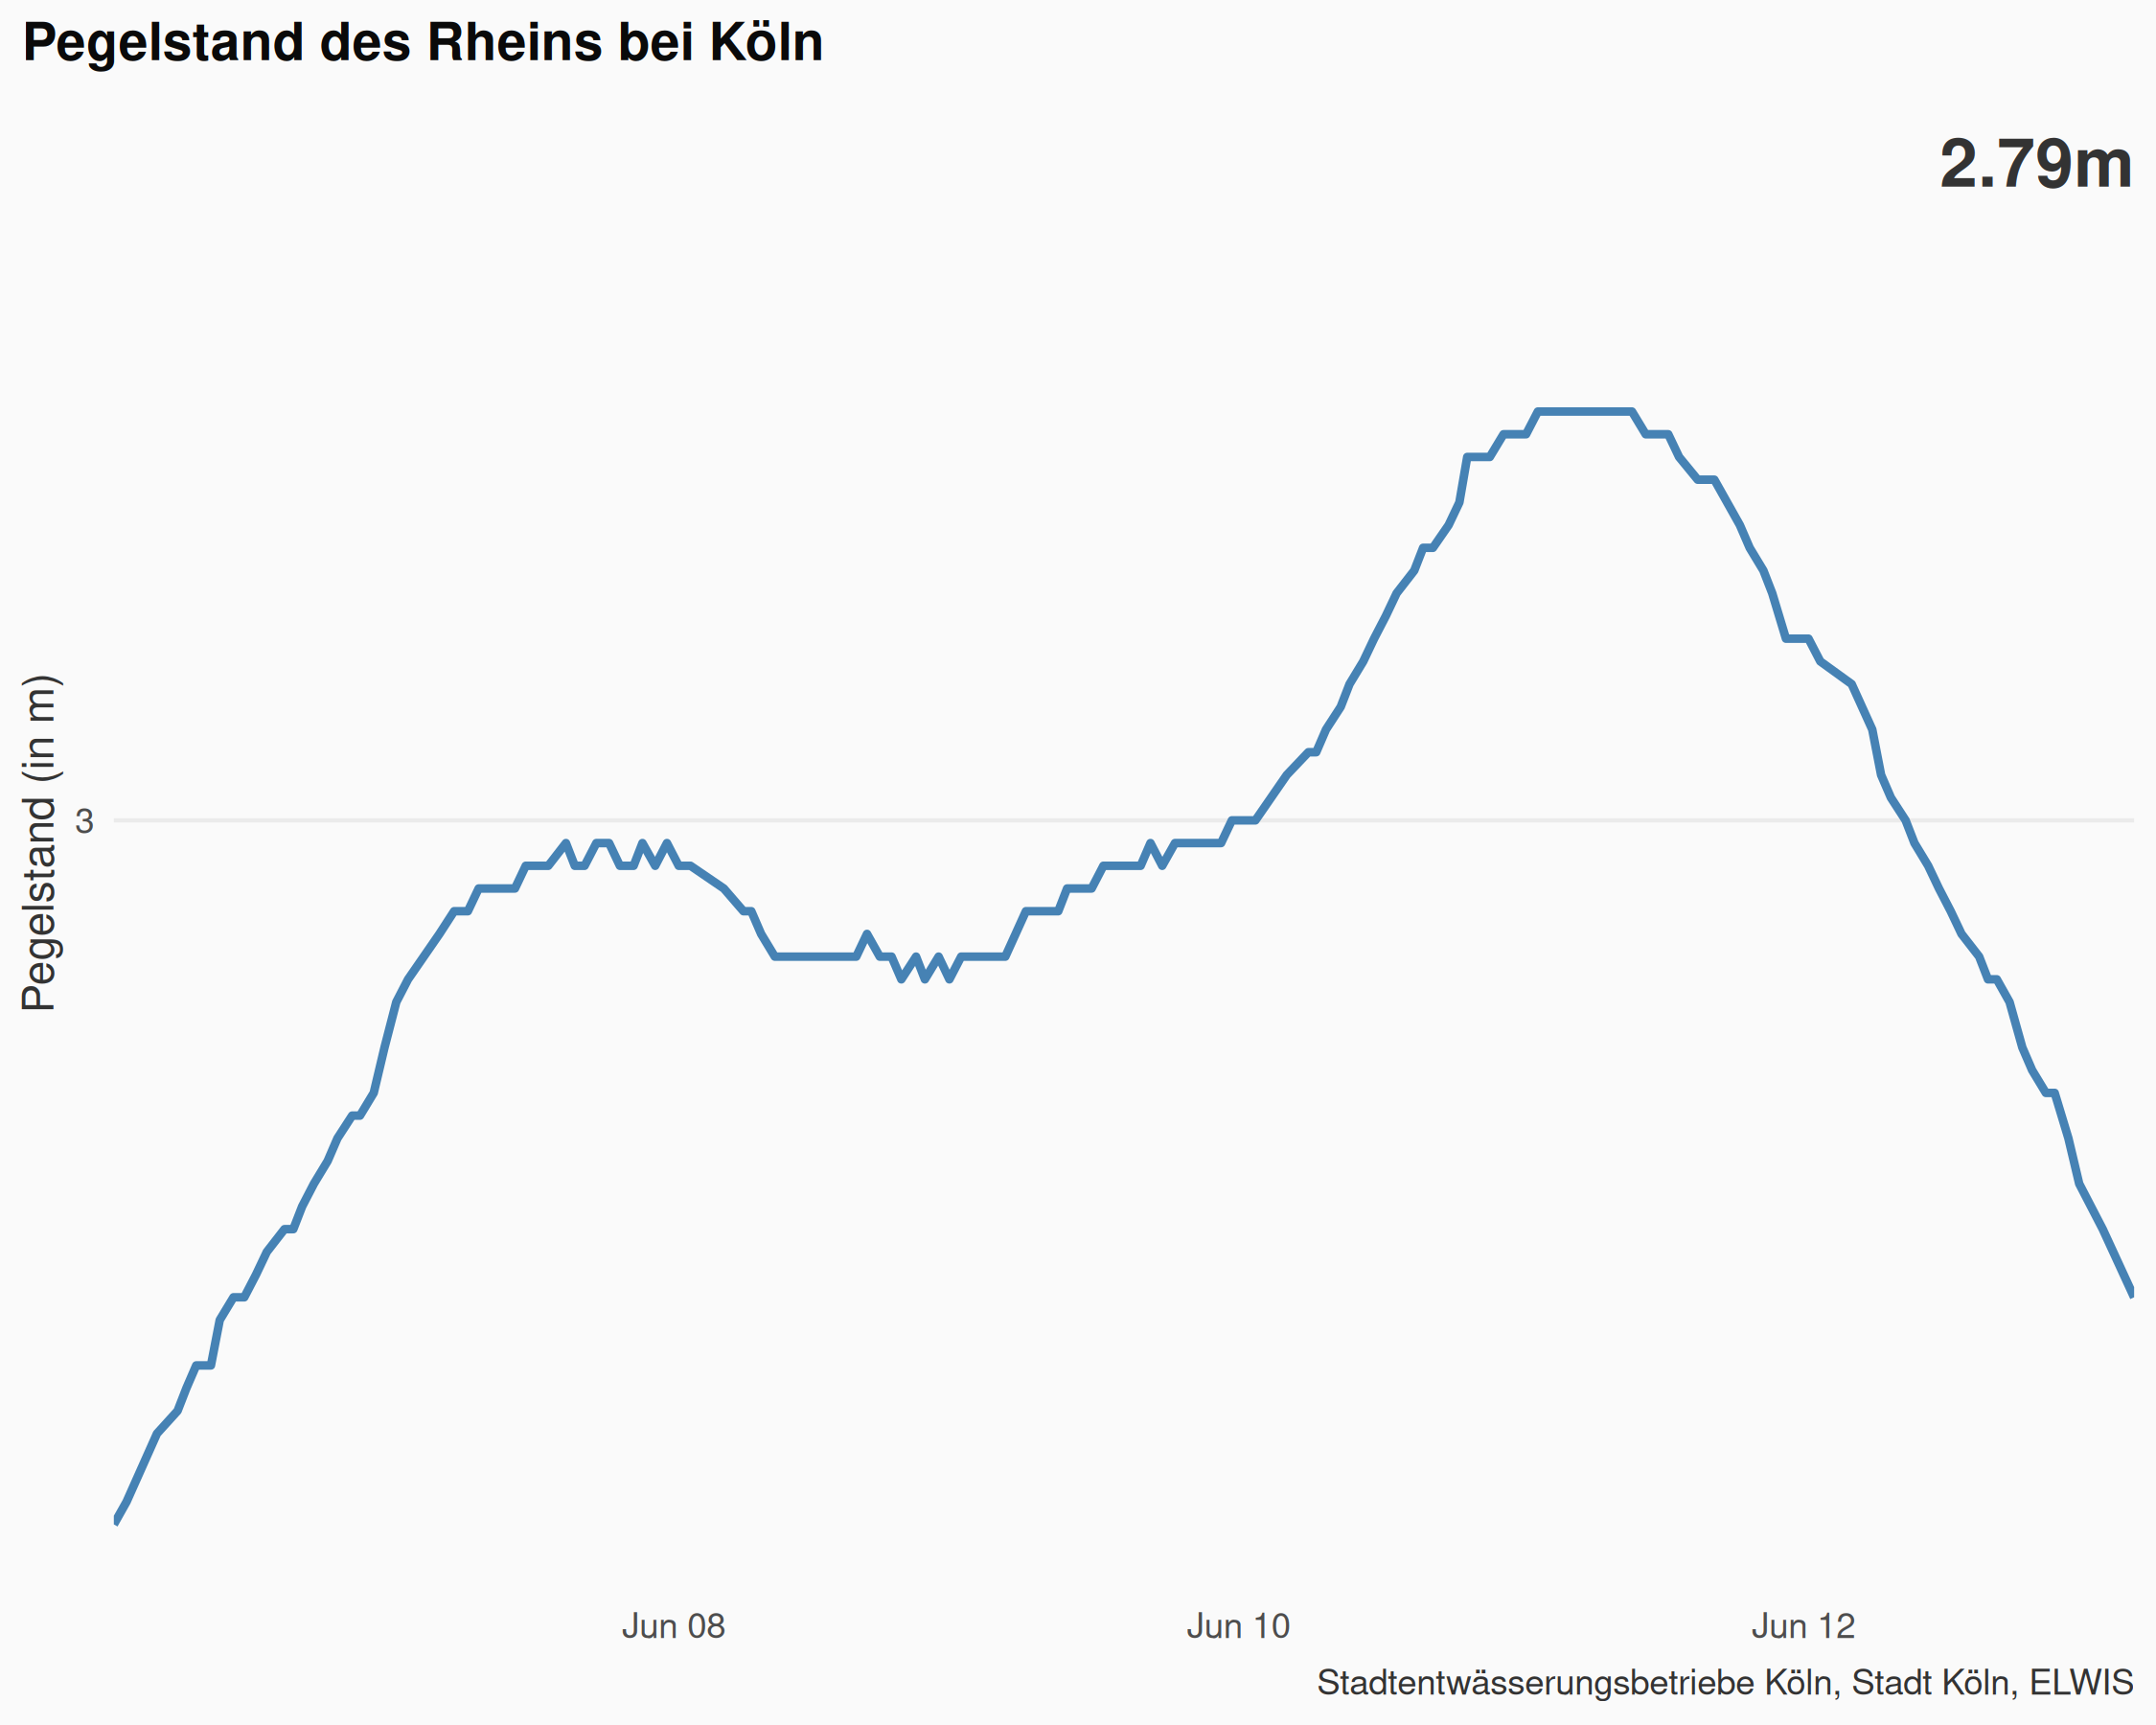 Pegelstand des Rheins bei Köln
2.79m
Pegelstand (in m)
3
Jun 08
Jun 10
Jun 12
Stadtentwässerungsbetriebe Köln, Stadt Köln, ELWIS